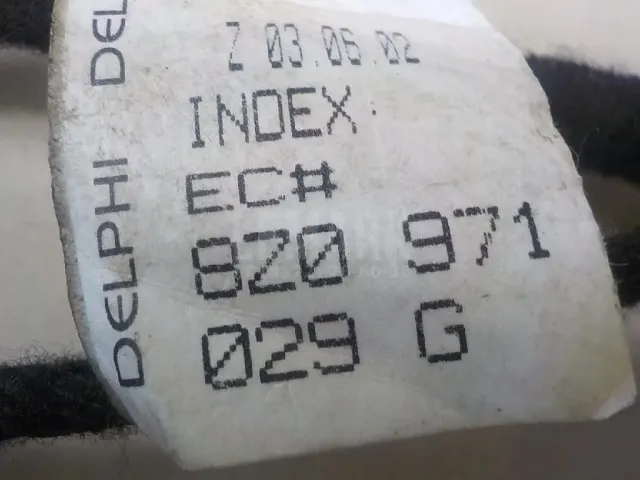 Z 03.06.02
INDEX:
EC#
8Z0 971
029 G
DELPHI DEL